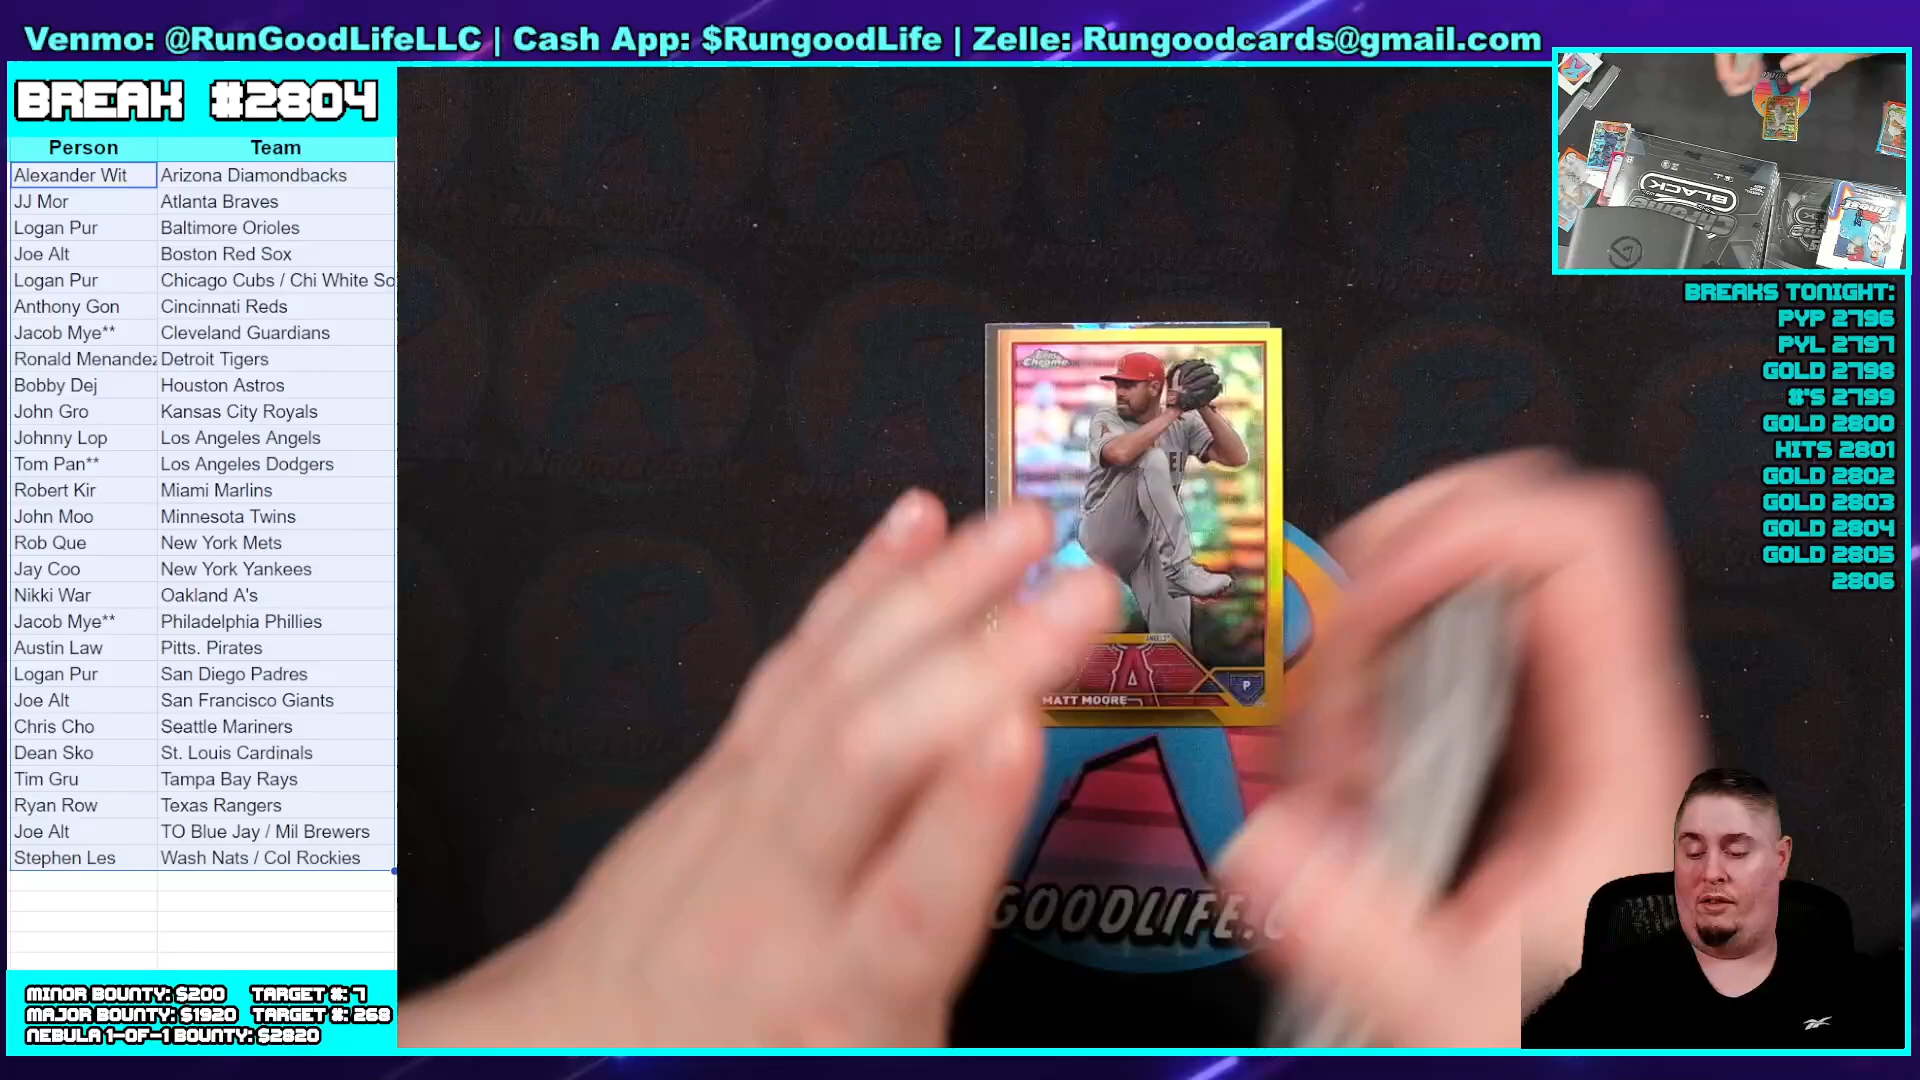 Venmo: @RunGoodLifeLLC | Cash App: $RungoodLife | Zelle: Rungoodcards@gmail.com
BREAK #2804
Person Team
Alexander Wit Arizona Diamondbacks
JJ Mor Atlanta Braves
Logan Pur Baltimore Orioles
Joe Alt Boston Red Sox
Logan Pur Chicago Cubs / Chi White So
Anthony Gon Cincinnati Reds
Jacob Mye** Cleveland Guardians
Ronald Menandez Detroit Tigers
Bobby Dej Houston Astros
John Gro Kansas City Royals
Johnny Lop Los Angeles Angels
Tom Pan** Los Angeles Dodgers
Robert Kir Miami Marlins
John Moo Minnesota Twins
Rob Que New York Mets
Jay Coo New York Yankees
Nikki War Oakland A's
Jacob Mye** Philadelphia Phillies
Austin Law Pitts. Pirates
Logan Pur San Diego Padres
Joe Alt San Francisco Giants
Chris Cho Seattle Mariners
Dean Sko St. Louis Cardinals
Tim Gru Tampa Bay Rays
Ryan Row Texas Rangers
Joe Alt TO Blue Jay / Mil Brewers
Stephen Les Wash Nats / Col Rockies
MINOR BOUNTY: $200 TARGET #: 7
MAJOR BOUNTY: $1920 TARGET #: 268
NEBULA 1-OF-1 BOUNTY: $2820
Chrome
ANGELS
A
MATT MOORE
P
GOODLIFE.C
BLACK
CHROME
finest
BREAKS TONIGHT:
PYP 2796
PYL 2797
GOLD 2798
#'S 2799
GOLD 2800
HITS 2801
GOLD 2802
GOLD 2803
GOLD 2804
GOLD 2805
2806